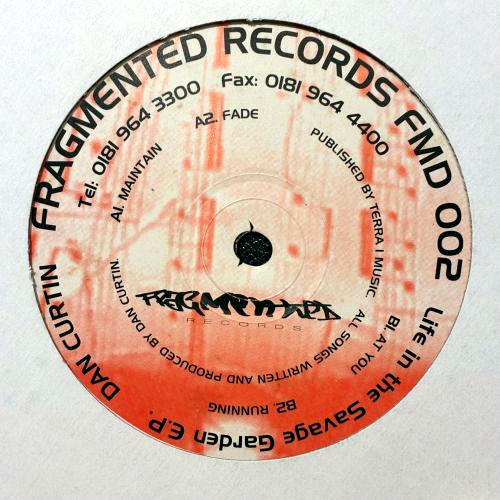 FRAGMENTED RECORDS FMD 002
Tel: 0181 964 3300 Fax: 0181 964 4400
A1. MAINTAIN
A2. FADE
PUBLISHED BY TERRA I MUSIC ALL SONGS WRITTEN AND PRODUCED BY DAN CURTIN.
FRAGMENTED
RECORDS
B1. AT YOU
B2. RUNNING
DAN CURTIN Life in the Savage Garden E.P